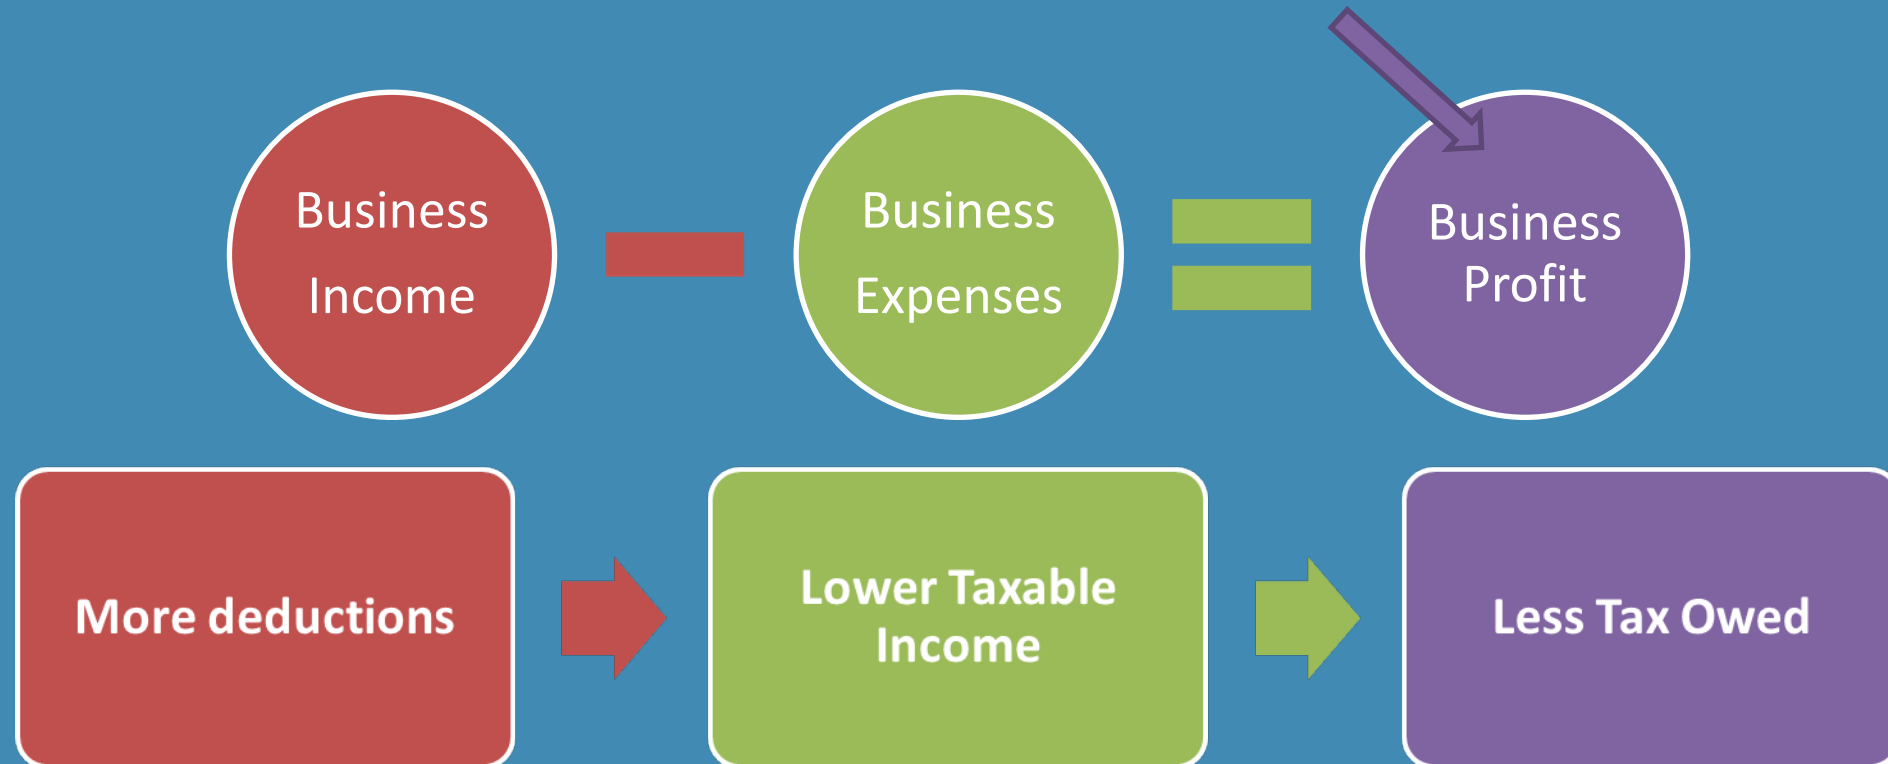 Business
Income
Business
Expenses
Business
Profit
More deductions
Lower Taxable
Income
Less Tax Owed